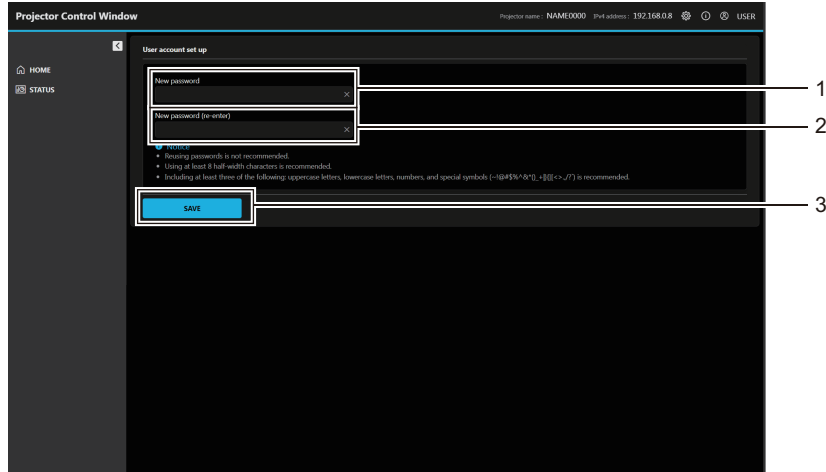 Projector Control Window
Projector name : NAME0000 IPv4 address : 192.168.0.8 USER
HOME
STATUS
User account set up
New password
1
New password (re-enter)
2
Notice
• Reusing passwords is not recommended.
• Using at least 8 half-width characters is recommended.
• Including at least three of the following: uppercase letters, lowercase letters, numbers, and special symbols is recommended.
SAVE
3